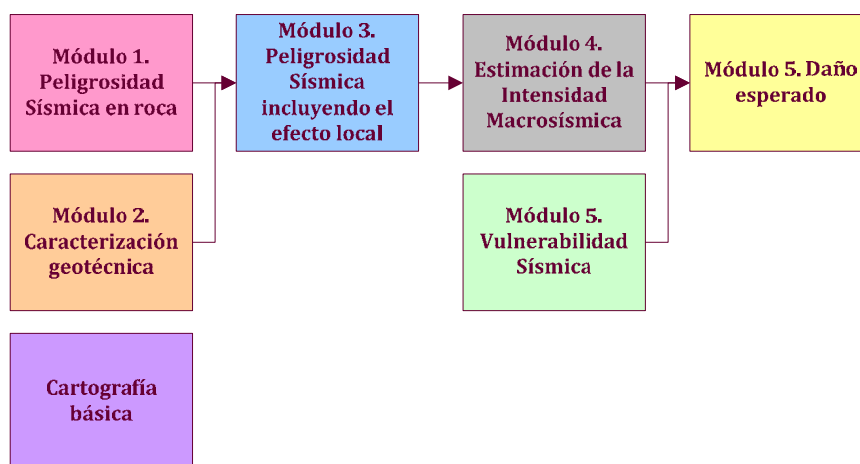 Módulo 1.
Peligrosidad
Sísmica en roca
Módulo 3.
Peligrosidad
Sísmica
incluyendo el
efecto local
Módulo 4.
Estimación de la
Intensidad
Macrosísmica
Módulo 5. Daño
esperado
Módulo 2.
Caracterización
geotécnica
Módulo 5.
Vulnerabilidad
Sísmica
Cartografía
básica